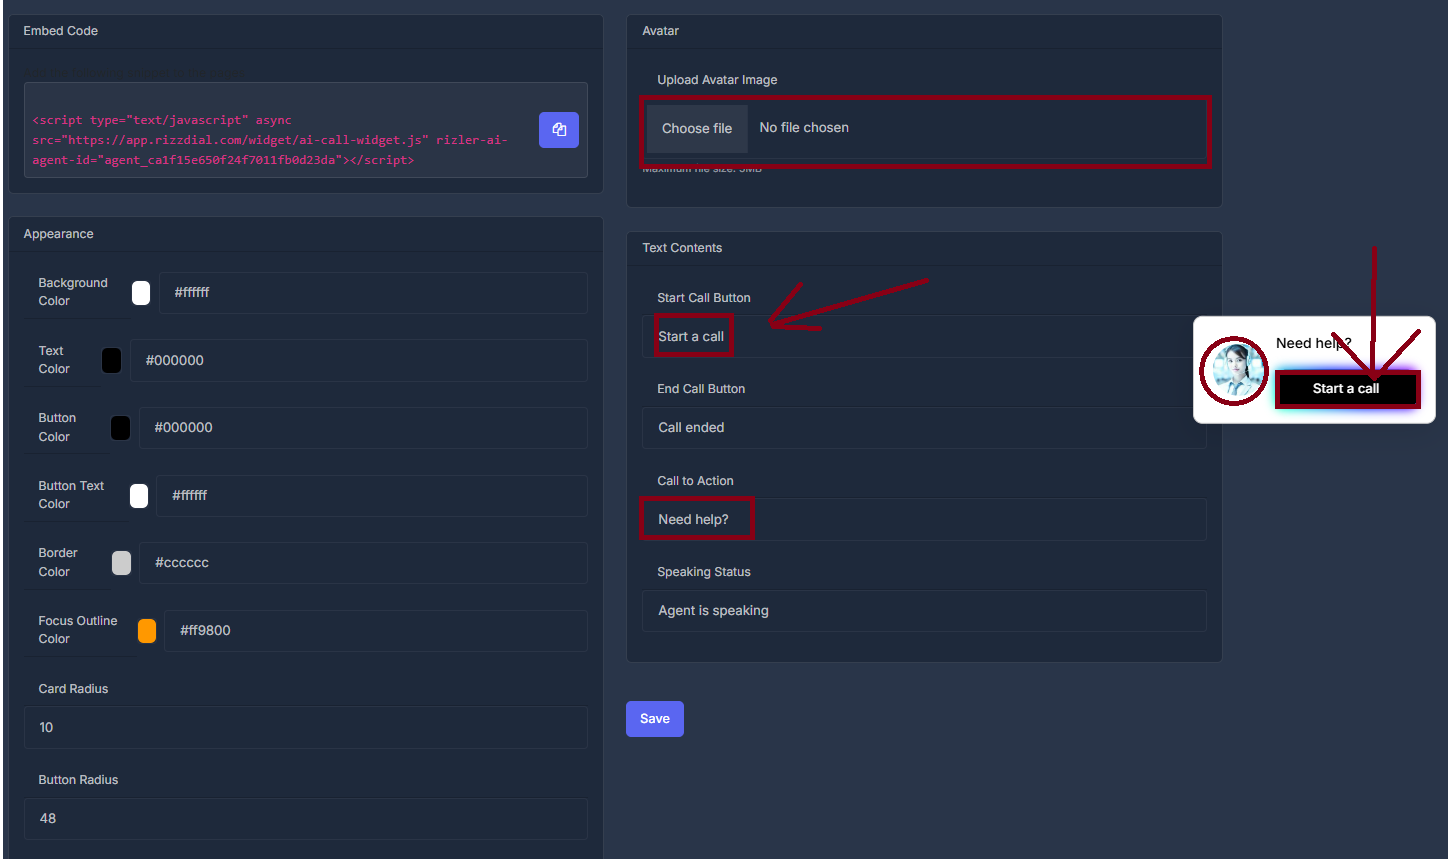 Embed Code
<script type="text/javascript" async
src="https://app.rizzdial.com/widget/ai-call-widget.js" rizler-ai-
agent-id="agent_ca1f15e650f24f7011fb0d23da"></script>
Appearance
Background
Color
#ffffff
Text
Color
#000000
Button
Color
#000000
Button Text
Color
#ffffff
Border
Color
#cccccc
Focus Outline
Color
#ff9800
Card Radius
10
Button Radius
48
Avatar
Upload Avatar Image
Choose file No file chosen
Maximum file size: 5MB
Text Contents
Start Call Button
Start a call
End Call Button
Call ended
Call to Action
Need help?
Speaking Status
Agent is speaking
Save
Need help?
Start a call